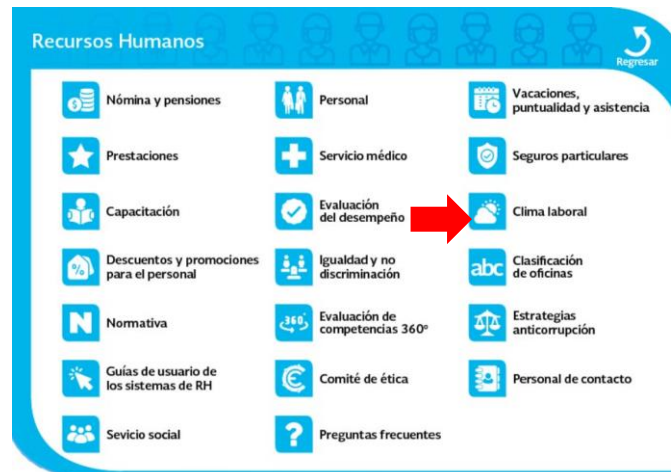 Recursos Humanos
Regresar
Nómina y pensiones
Personal
Vacaciones,
puntualidad y asistencia
Prestaciones
Servicio médico
Seguros particulares
Capacitación
Evaluación
del desempeño
Clima laboral
%
Descuentos y promociones
para el personal
Igualdad y no
discriminación
abc
Clasificación
de oficinas
N
Normativa
360°
Evaluación de
competencias 360°
Estrategias
anticorrupción
Guías de usuario de
los sistemas de RH
Comité de ética
Personal de contacto
Sevicio social
?
Preguntas frecuentes